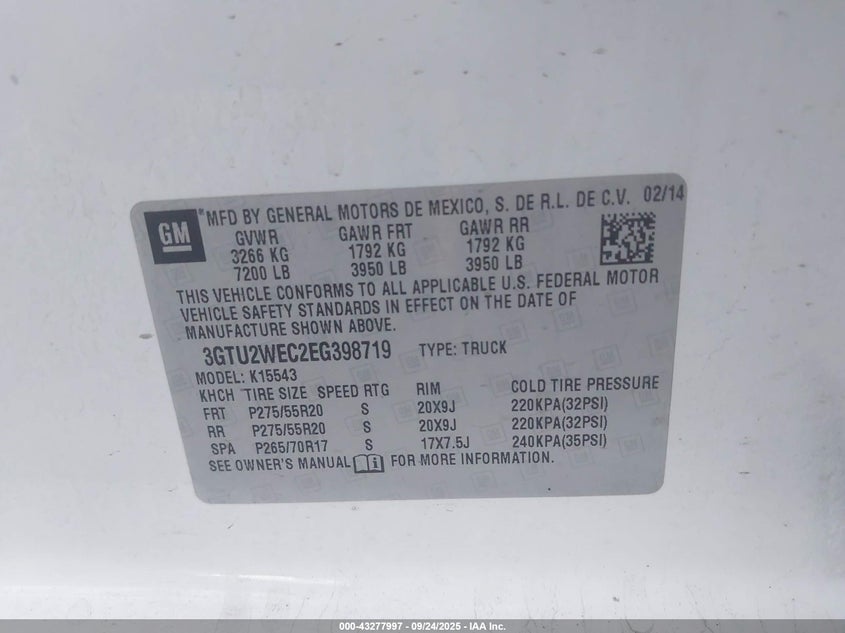 GM
*MFD BY GENERAL MOTORS DE MEXICO, S. DE R.L. DE C.V. 02/14
GVWR GAWR FRT GAWR RR
3266 KG 1792 KG 1792 KG
7200 LB 3950 LB 3950 LB
THIS VEHICLE CONFORMS TO ALL APPLICABLE U.S. FEDERAL MOTOR
VEHICLE SAFETY STANDARDS IN EFFECT ON THE DATE OF
MANUFACTURE SHOWN ABOVE.
3GTU2WEC2EG398719 TYPE: TRUCK
MODEL: K15543
KHCH TIRE SIZE SPEED RTG RIM COLD TIRE PRESSURE
FRT P275/55R20 S 20X9J 220KPA(32PSI)
RR P275/55R20 S 20X9J 220KPA(32PSI)
SPA P265/70R17 S 17X7.5J 240KPA(35PSI)
SEE OWNER'S MANUAL FOR MORE INFORMATION.
000-43277997 - 09/24/2025 - IAA Inc.